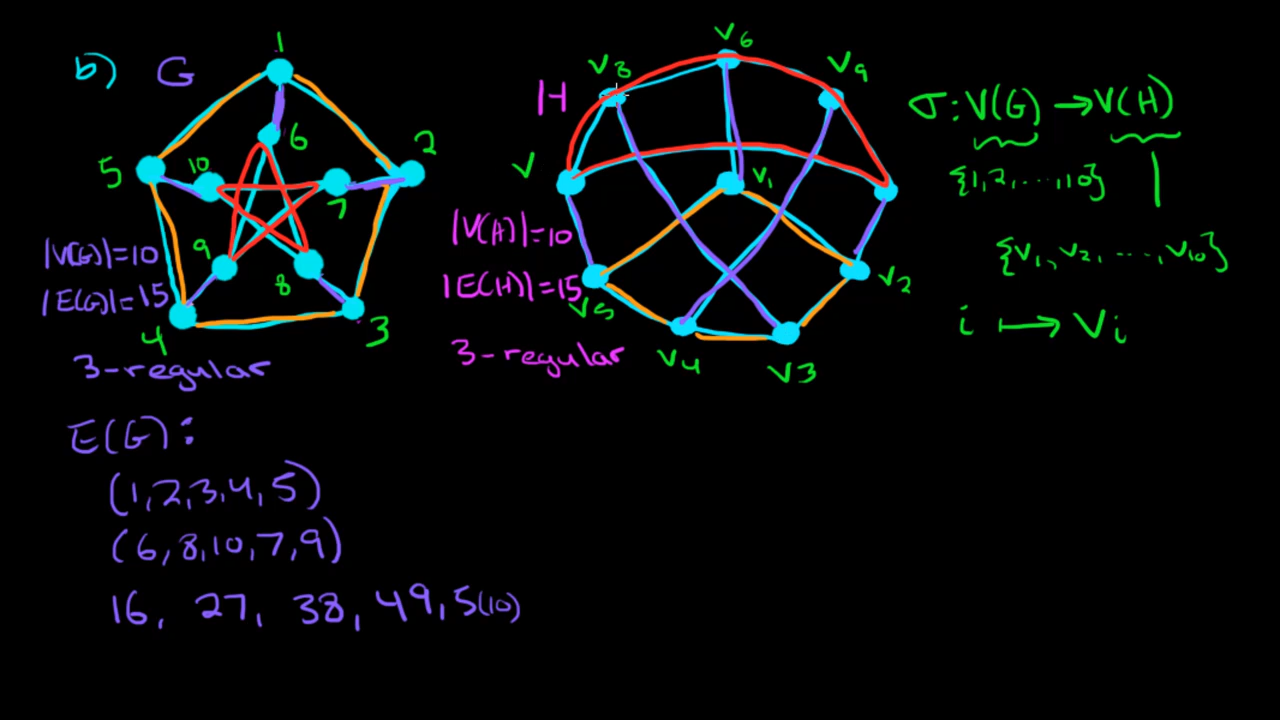 b) G
1
2
3
4
5
6
7
8
9
10
|V(G)|=10
|E(G)|=15
3-regular
H
V6
V8
V9
V
V1
V2
V3
V4
V5
|V(H)|=10
|E(H)|=15
3-regular
σ: V(G) → V(H)
{1,2,...,10}
{V1, V2, ..., V10}
i ↦ Vi
E(G):
(1,2,3,4,5)
(6,8,10,7,9)
16, 27, 38, 49, 5(10)